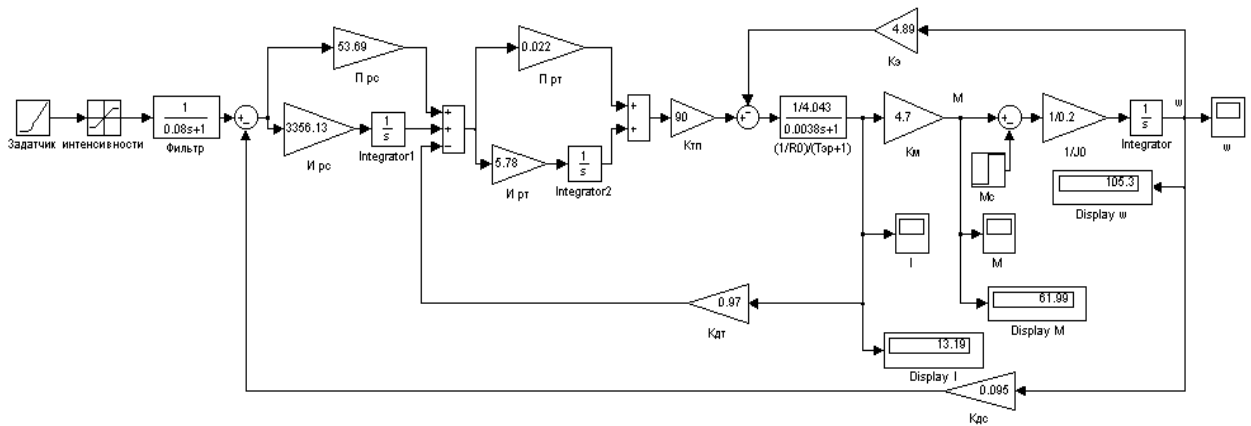 Задатчик интенсивности
1
0.08s+1
Фильтр
53.69
П рс
3356.13
И рс
1
s
Integrator1
0.022
П рт
5.78
И рт
1
s
Integrator2
90
Ктп
4.89
Кэ
1/4.043
0.0038s+1
(1/R0)/(Тэр+1)
4.7
Км
М
Мс
1/0.2
1/J0
1
s
Integrator
w
w
105.3
Display w
I
М
61.99
Display М
0.97
Кдт
13.19
Display I
0.095
Кдс